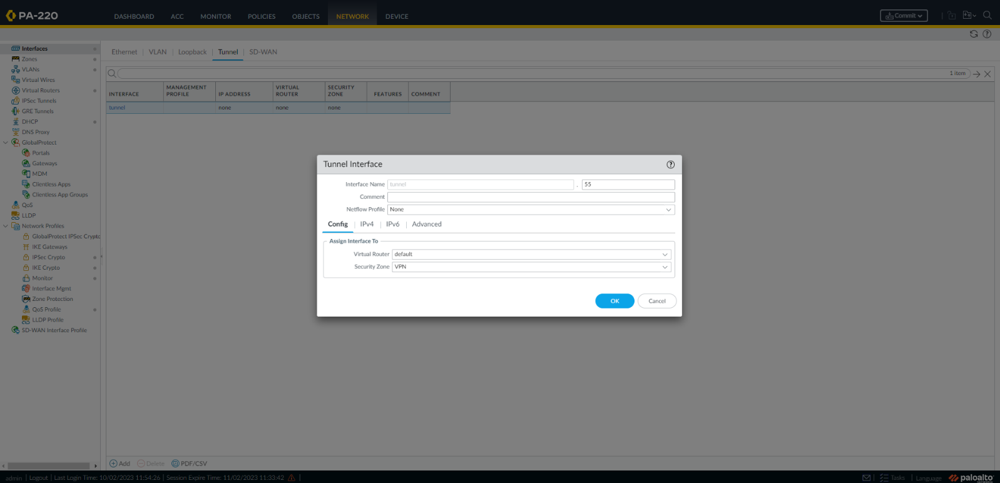 PA-220
DASHBOARD ACC MONITOR POLICIES OBJECTS NETWORK DEVICE
Commit
Interfaces
Zones
VLANs
Virtual Wires
Virtual Routers
IPSec Tunnels
GRE Tunnels
DHCP
DNS Proxy
GlobalProtect
Portals
Gateways
MDM
Clientless Apps
Clientless App Groups
QoS
LLDP
Network Profiles
GlobalProtect IPSec Crypto
IKE Gateways
IPSec Crypto
IKE Crypto
Monitor
Interface Mgmt
Zone Protection
QoS Profile
LLDP Profile
SD-WAN Interface Profile
Ethernet VLAN Loopback Tunnel SD-WAN
1 item
INTERFACE MANAGEMENT PROFILE IP ADDRESS VIRTUAL ROUTER SECURITY ZONE FEATURES COMMENT
tunnel none none none
Tunnel Interface
Interface Name tunnel . 55
Comment
Netflow Profile None
Config IPv4 IPv6 Advanced
Assign Interface To
Virtual Router default
Security Zone VPN
OK Cancel
Add Delete PDF/CSV
admin | Logout | Last Login Time: 10/02/2023 11:54:26 | Session Expire Time: 11/02/2023 11:33:42 |
Tasks | Language paloalto
NETWORKS